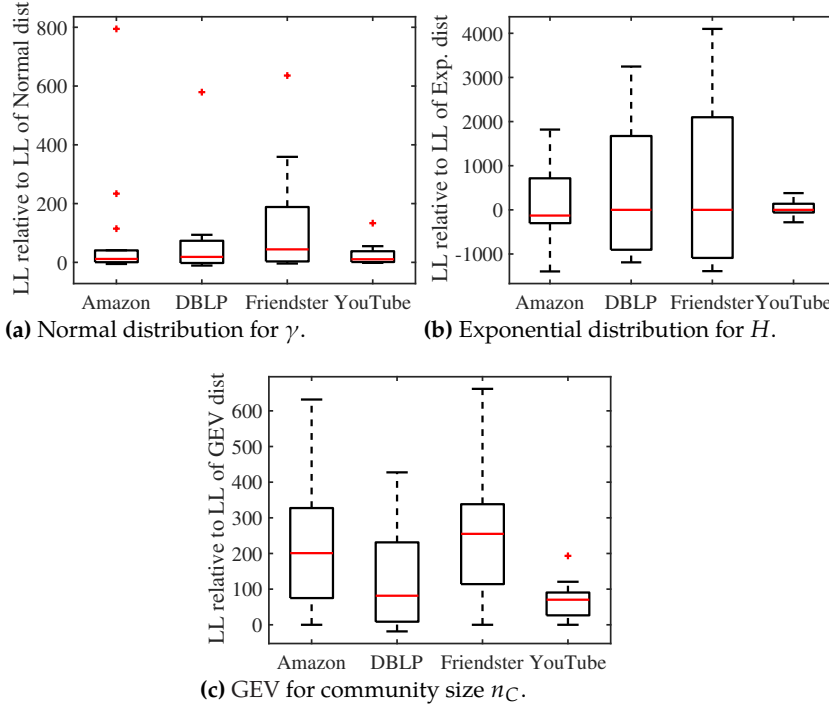 LL relative to LL of Normal dist
800
600
400
200
0
Amazon DBLP Friendster YouTube
(a) Normal distribution for γ.
LL relative to LL of Exp. dist
4000
3000
2000
1000
0
-1000
Amazon DBLP Friendster YouTube
(b) Exponential distribution for H.
LL relative to LL of GEV dist
600
500
400
300
200
100
0
Amazon DBLP Friendster YouTube
(c) GEV for community size nC.